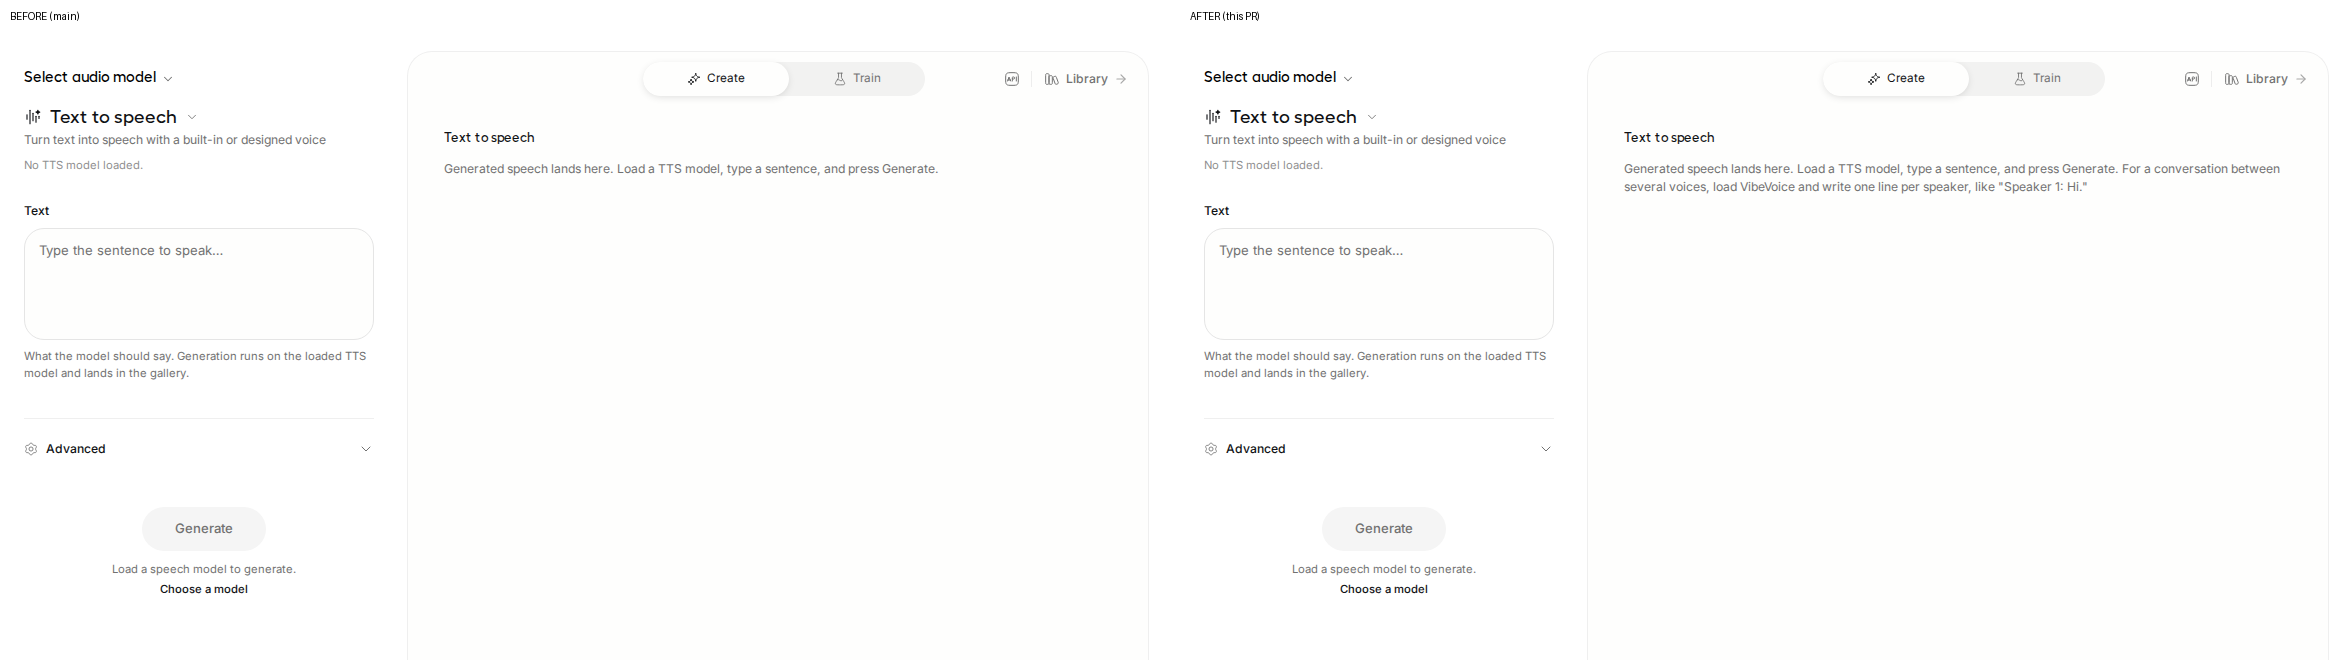 BEFORE (main)
Select audio model
Text to speech
Turn text into speech with a built-in or designed voice
No TTS model loaded.
Text
Type the sentence to speak...
What the model should say. Generation runs on the loaded TTS
model and lands in the gallery.
Advanced
Generate
Load a speech model to generate.
Choose a model
Create
Train
API
Library
Text to speech
Generated speech lands here. Load a TTS model, type a sentence, and press Generate.
AFTER (this PR)
Select audio model
Text to speech
Turn text into speech with a built-in or designed voice
No TTS model loaded.
Text
Type the sentence to speak...
What the model should say. Generation runs on the loaded TTS
model and lands in the gallery.
Advanced
Generate
Load a speech model to generate.
Choose a model
Create
Train
API
Library
Text to speech
Generated speech lands here. Load a TTS model, type a sentence, and press Generate. For a conversation between
several voices, load VibeVoice and write one line per speaker, like "Speaker 1: Hi."